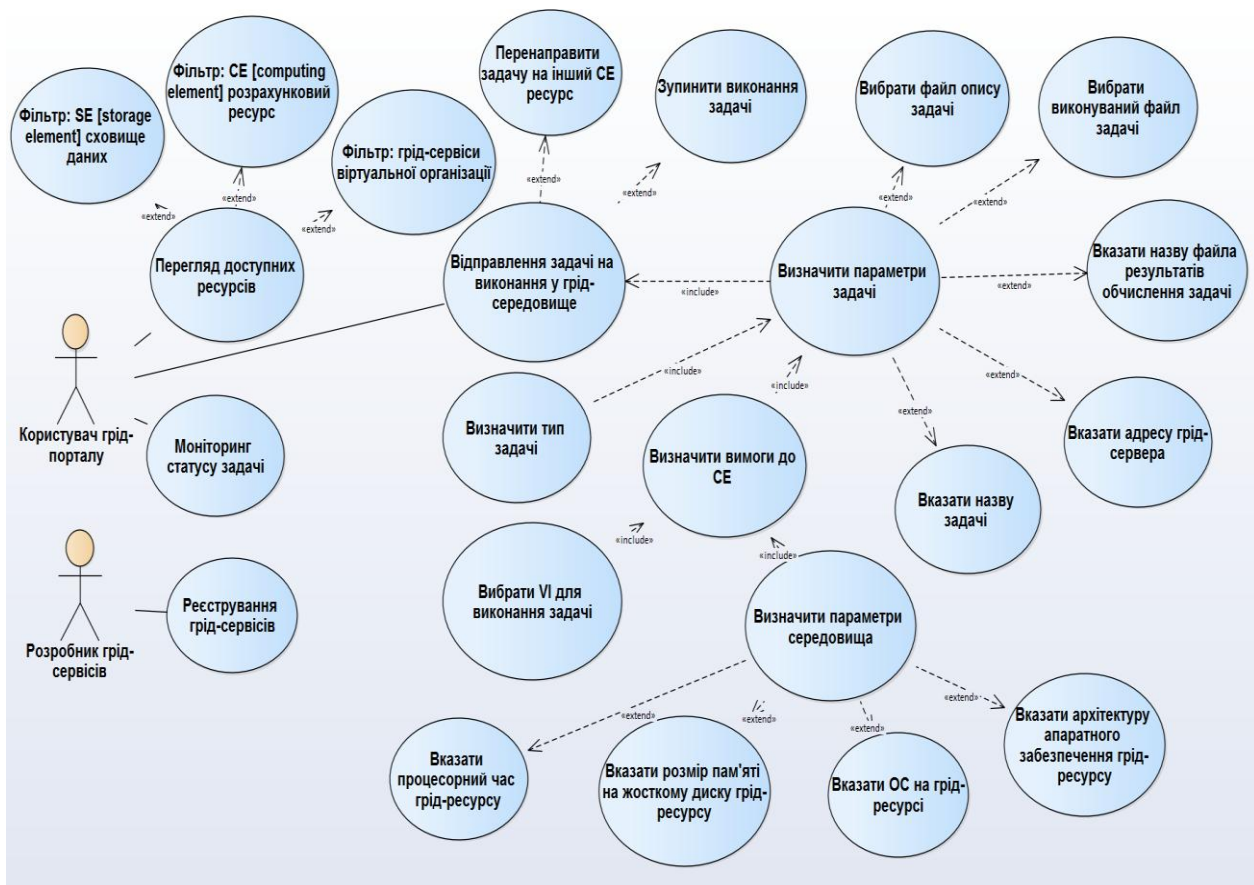 Фільтр: SE [storage
element] сховище
даних
Фільтр: CE [computing
element] розрахунковий
ресурс
Фільтр: грід-сервіси
віртуальної організації
Перенаправити
задачу на інший CE
ресурс
Зупинити виконання
задачі
Вибрати файл опису
задачі
Вибрати
виконуваний файл
задачі
«extend»
«extend»
«extend»
«extend»
«extend»
«extend»
«extend»
Перегляд доступних
ресурсів
Відправлення задачі на
виконання у грід-
середовище
Визначити параметри
задачі
Вказати назву файла
результатів
обчислення задачі
«include»
«extend»
Користувач грід-
порталу
Моніторинг
статусу задачі
Визначити тип
задачі
«include»
«include»
Визначити вимоги до
CE
«extend»
«extend»
Вказати назву
задачі
Вказати адресу грід-
сервера
Розробник грід-
сервісів
Реєстрування
грід-сервісів
Вибрати VI для
виконання задачі
«include»
«include»
Визначити параметри
середовища
«extend»
«extend»
«extend»
«extend»
Вказати
процесорний час
грід-ресурсу
Вказати розмір пам'яті
на жосткому диску грід-
ресурсу
Вказати ОС на грід-
ресурсі
Вказати архітектуру
апаратного
забезпечення грід-
ресурсу